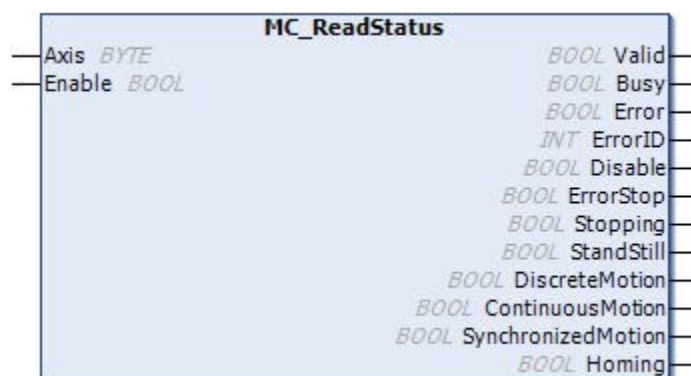 MC_ReadStatus
Axis BYTE BOOL Valid
Enable BOOL BOOL Busy
BOOL Error
INT ErrorID
BOOL Disable
BOOL ErrorStop
BOOL Stopping
BOOL StandStill
BOOL DiscreteMotion
BOOL ContinuousMotion
BOOL SynchronizedMotion
BOOL Homing